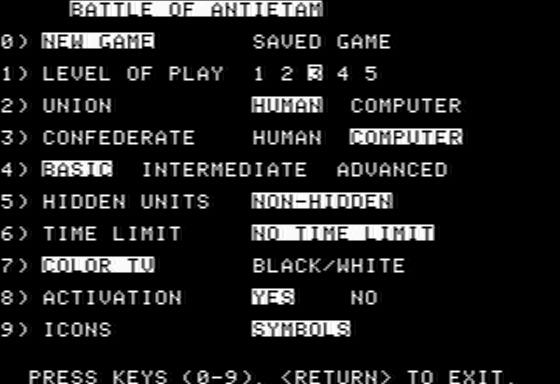 BATTLE OF ANTIETAM
0) NEW GAME SAVED GAME
1) LEVEL OF PLAY 1 2 3 4 5
2) UNION HUMAN COMPUTER
3) CONFEDERATE HUMAN COMPUTER
4) BASIC INTERMEDIATE ADVANCED
5) HIDDEN UNITS NON-HIDDEN
6) TIME LIMIT NO TIME LIMIT
7) COLOR TV BLACK/WHITE
8) ACTIVATION YES NO
9) ICONS SYMBOLS
PRESS KEYS (0-9), <RETURN> TO EXIT.